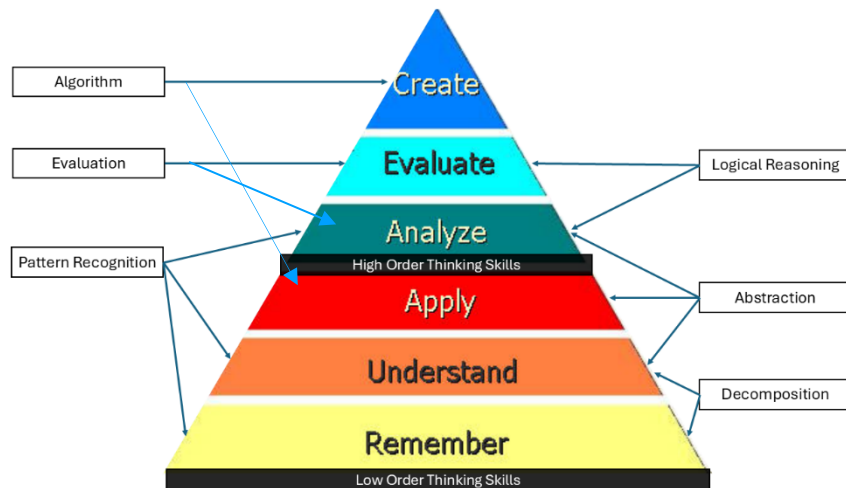 Create
Algorithm
Evaluate
Evaluation
Logical Reasoning
Analyze
Pattern Recognition
High Order Thinking Skills
Apply
Abstraction
Understand
Decomposition
Remember
Low Order Thinking Skills